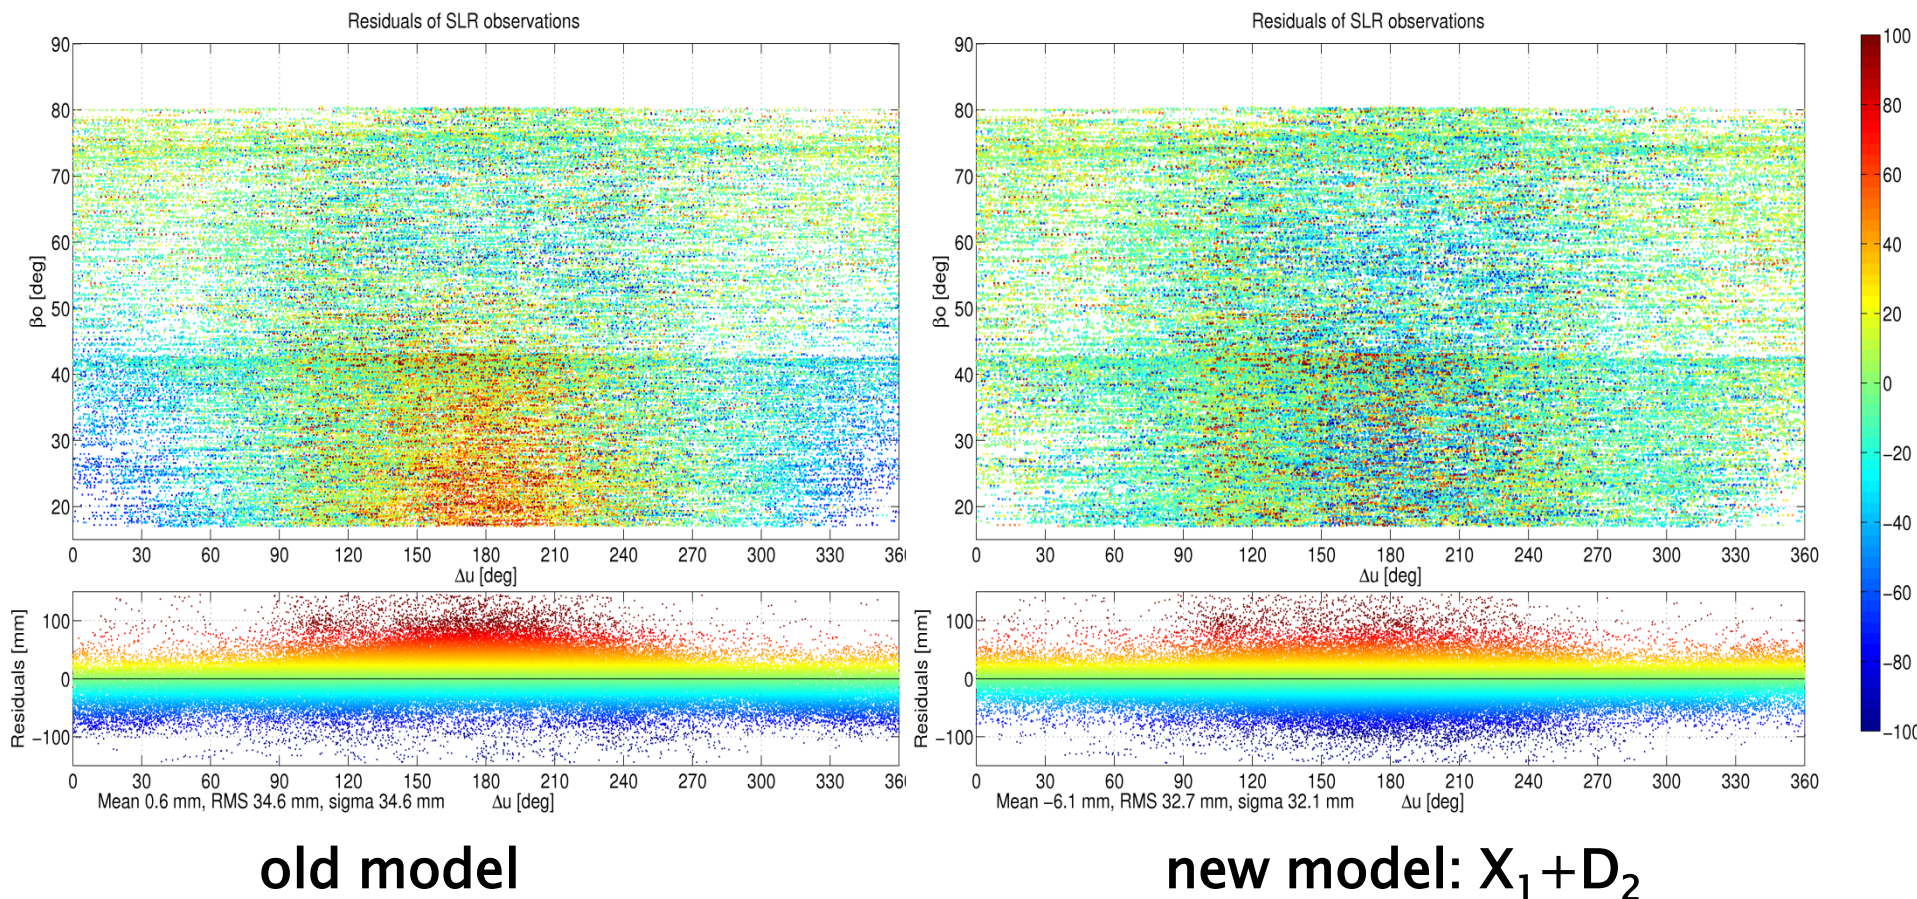 Residuals of SLR observations
90
80
70
60
50
40
30
20
βo [deg]
0 30 60 90 120 150 180 210 240 270 300 330 36
Δu [deg]
100
0
−100
Residuals [mm]
0 30 60 90 120 150 180 210 240 270 300 330 36
Mean 0.6 mm, RMS 34.6 mm, sigma 34.6 mm Δu [deg]
old model
Residuals of SLR observations
90
80
70
60
50
40
30
20
βo [deg]
0 30 60 90 120 150 180 210 240 270 300 330 360
Δu [deg]
100
0
−100
Residuals [mm]
0 30 60 90 120 150 180 210 240 270 300 330 360
Mean −6.1 mm, RMS 32.7 mm, sigma 32.1 mm Δu [deg]
new model: X₁+D₂
100
80
60
40
20
0
−20
−40
−60
−80
−100